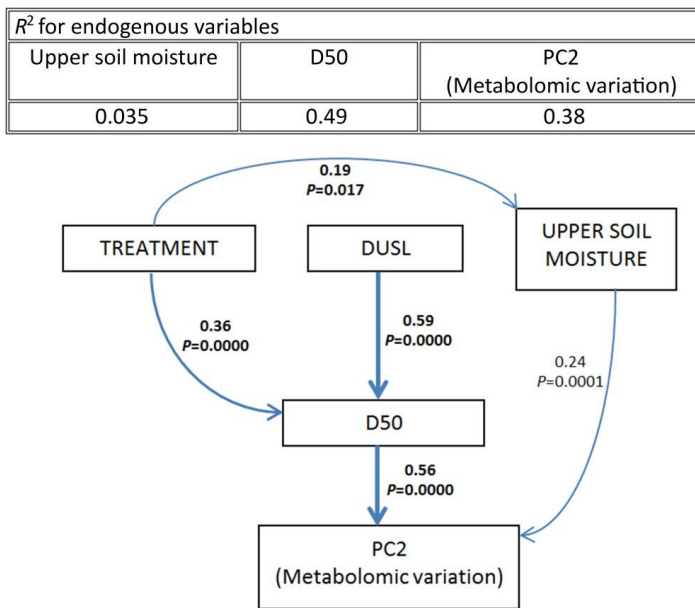 R² for endogenous variables
Upper soil moisture D50 PC2
(Metabolomic variation)
0.035 0.49 0.38
0.19
P=0.017
TREATMENT DUSL UPPER SOIL
MOISTURE
0.36
P=0.0000
0.59
P=0.0000
0.24
P=0.0001
D50
0.56
P=0.0000
PC2
(Metabolomic variation)